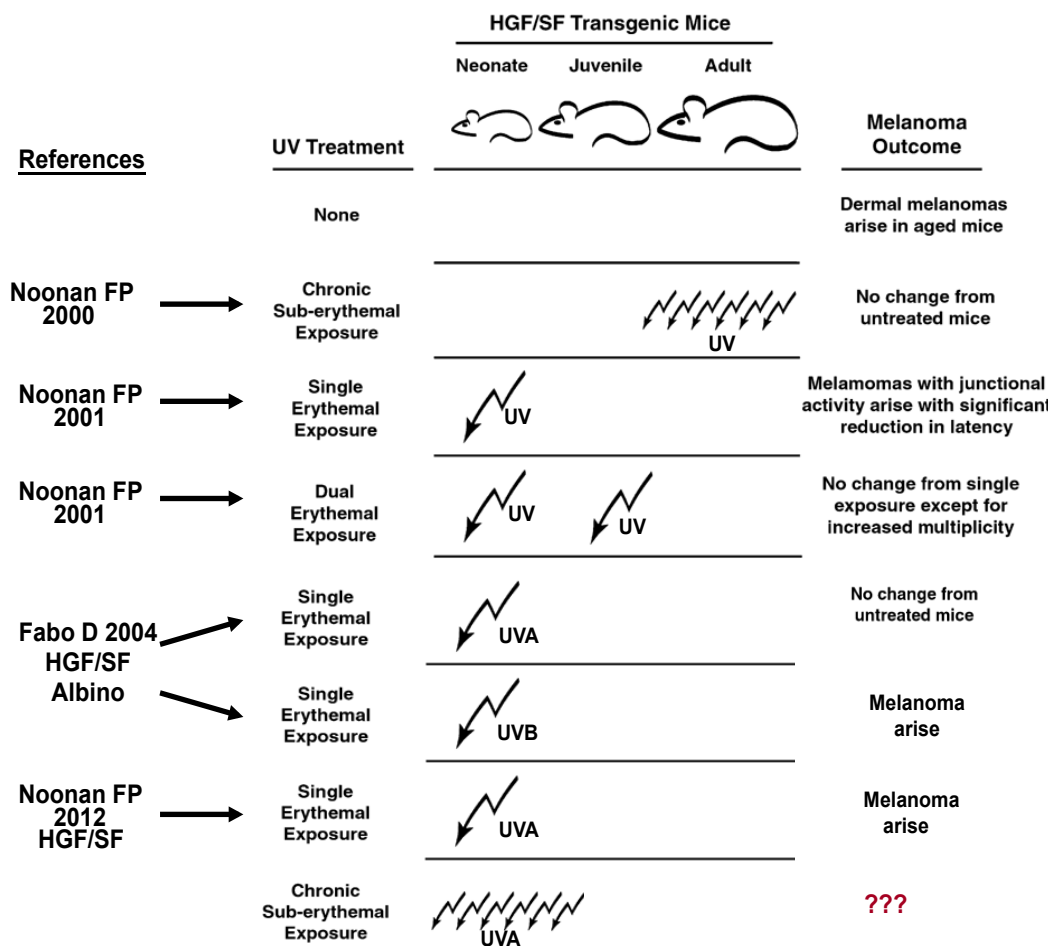 HGF/SF Transgenic Mice
Neonate Juvenile Adult
References
UV Treatment
Melanoma
Outcome
None
Dermal melanomas
arise in aged mice
Noonan FP
2000
Chronic
Sub-erythemal
Exposure
UV
No change from
untreated mice
Noonan FP
2001
Single
Erythemal
Exposure
UV
Melamomas with junctional
activity arise with significant
reduction in latency
Noonan FP
2001
Dual
Erythemal
Exposure
UV
UV
No change from single
exposure except for
increased multiplicity
Fabo D 2004
HGF/SF
Albino
Single
Erythemal
Exposure
UVA
No change from
untreated mice
Single
Erythemal
Exposure
UVB
Melanoma
arise
Noonan FP
2012
HGF/SF
Single
Erythemal
Exposure
UVA
Melanoma
arise
Chronic
Sub-erythemal
Exposure
UVA
???